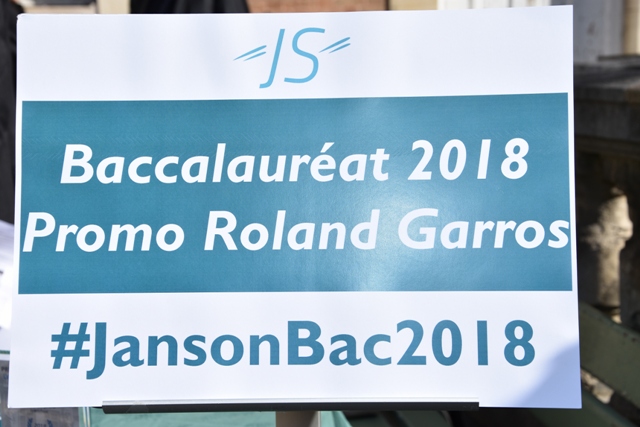 JS
Baccalauréat 2018
Promo Roland Garros
#JansonBac2018